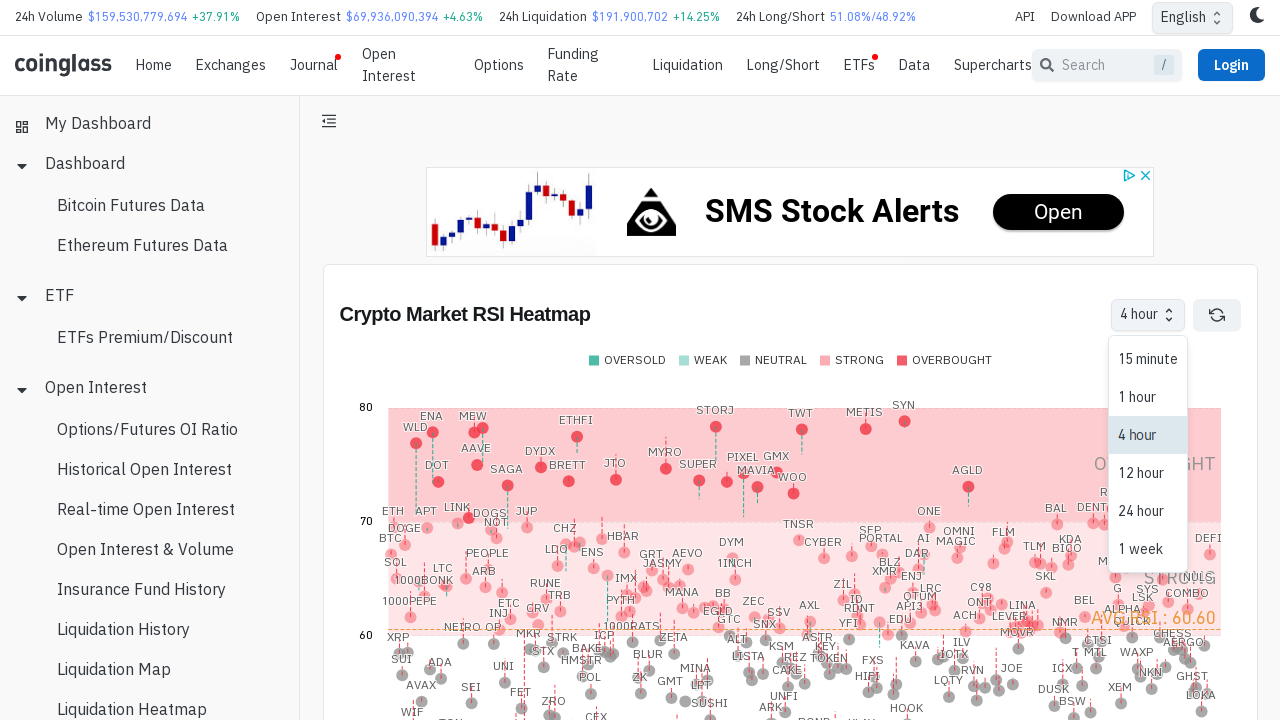 24h Volume $159,530,779,694 +37.91% Open Interest $69,936,090,394 +4.63% 24h Liquidation $191,900,702 +14.25% 24h Long/Short 51.08%/48.92% API Download APP English
coinglass Home Exchanges Journal Open Interest Options Funding Rate Liquidation Long/Short ETFs Data Supercharts Search / Login
My Dashboard
Dashboard
Bitcoin Futures Data
Ethereum Futures Data
ETF
ETFs Premium/Discount
Open Interest
Options/Futures OI Ratio
Historical Open Interest
Real-time Open Interest
Open Interest & Volume
Insurance Fund History
Liquidation History
Liquidation Map
Liquidation Heatmap
SMS Stock Alerts Open
Crypto Market RSI Heatmap 4 hour
15 minute
1 hour
4 hour
12 hour
24 hour
1 week
OVERSOLD WEAK NEUTRAL STRONG OVERBOUGHT
80
SYN
STORJ
ENA MEW ETHFI TWT METIS
WLD
AAVE DYDX MYRO
DOT SAGA BRETT JTO SUPER PIXEL GMX
MAVIA WOO AGLD
70
ETH APT LINK DOGS JUP ONE BAL
DOGE NOT CHZ TNSR
BTC HBAR SEP PORTAL AI OMNI FLM KDA
SOL PEOPLE LDO ENS GRT AEVO DYM CYBER DAR MAGIC TLM BICO
LTC ARB JASMY 1INCH BLZ
1000BONK RUNE IMX XMR ENJ SKL
1000PEPE ETC TRB PYTH MANA BB ZEC AXL ZIL ID LRC C98 BEL SYS COMBO
INJ CRV EGLD SSV RDNT API3 QTUM ONT LINA ALPHA LSK
NEIRO OP 1000RATS GTC SNX YFI EDU ACH LEVER NMR QUICK
AVG RSI : 60.60
60
XRP MKR STRK ICP ZETA ALT ASTR MOVR CHESS
SUI STX BAKE KSM KEY KAVA ILV MTL WAXP AERGO
ADA UNI HMSTR BLUR LISTA REZ TOKEN FXS IOTX JOE ICX T
AVAX SEI FET POL ZK GMT MINA CAKE HIFI RVN NKN GHST
WIF ZRO LPT UNFI LQTY DUSK XEM LOKA
SUSHI ARK HOOK BSW
STRONG